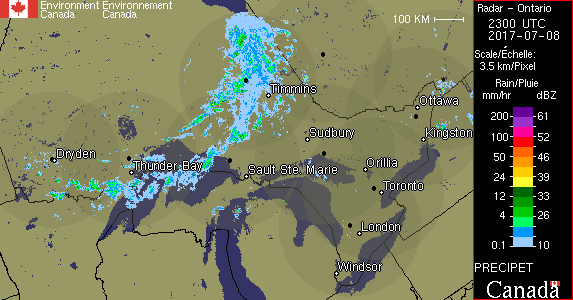 Environment Environnement
Canada Canada
100 KM
Timmins
Ottawa
Sudbury
Kingston
Dryden
Thunder Bay
Sault Ste. Marie
Orillia
Toronto
London
Windsor
Radar - Ontario
2300 UTC
2017-07-08
Scale/Échelle:
3.5 km/Pixel
Rain/Pluie
mm/hr dBZ
200 61
100 52
50 46
24 39
12 33
4 26
0.1 10
PRECIPET
Canada